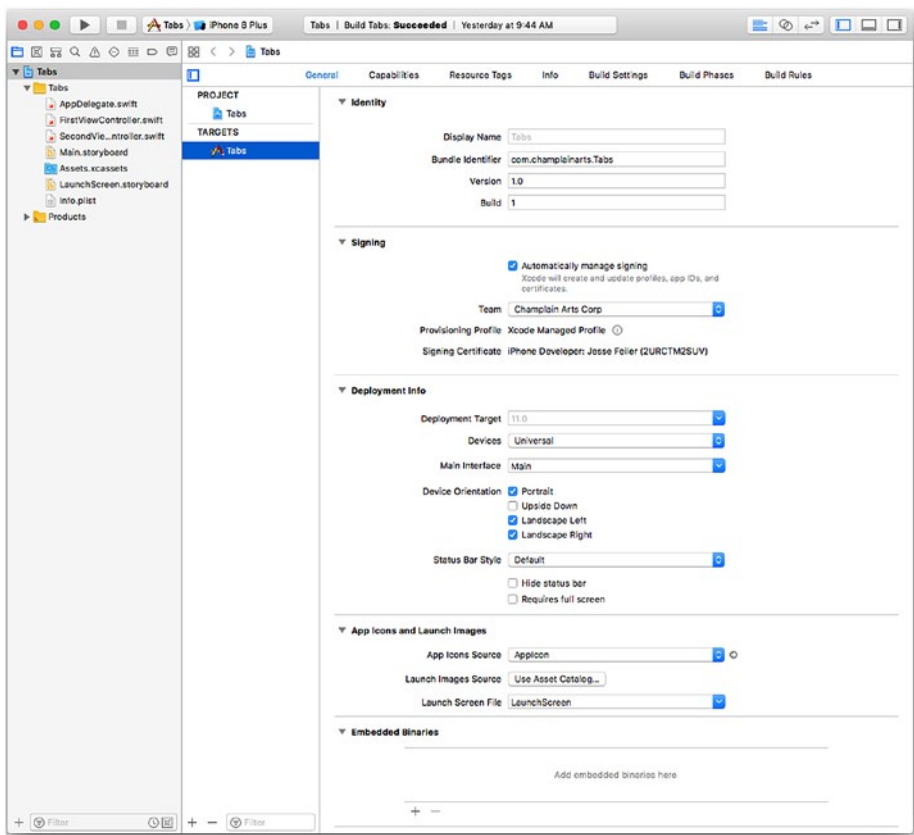 Tabs
iPhone 8 Plus
Tabs | Build Tabs: Succeeded | Yesterday at 9:44 AM
Tabs
Tabs
Tabs
AppDelegate.swift
FirstViewController.swift
SecondVie...ntroller.swift
Main.storyboard
Assets.xcassets
LaunchScreen.storyboard
Info.plist
Products
Filter
PROJECT
Tabs
TARGETS
Tabs
Filter
General Capabilities Resource Tags Info Build Settings Build Phases Build Rules
Identity
Display Name Tabs
Bundle Identifier com.champlainarts.Tabs
Version 1.0
Build 1
Signing
Automatically manage signing
Xcode will create and update profiles, app IDs, and
certificates.
Team Champlain Arts Corp
Provisioning Profile Xcode Managed Profile
Signing Certificate iPhone Developer: Jesse Feiler (2URCTM2SUV)
Deployment Info
Deployment Target 11.0
Devices Universal
Main Interface Main
Device Orientation Portrait
Upside Down
Landscape Left
Landscape Right
Status Bar Style Default
Hide status bar
Requires full screen
App Icons and Launch Images
App Icons Source AppIcon
Launch Images Source Use Asset Catalog...
Launch Screen File LaunchScreen
Embedded Binaries
Add embedded binaries here